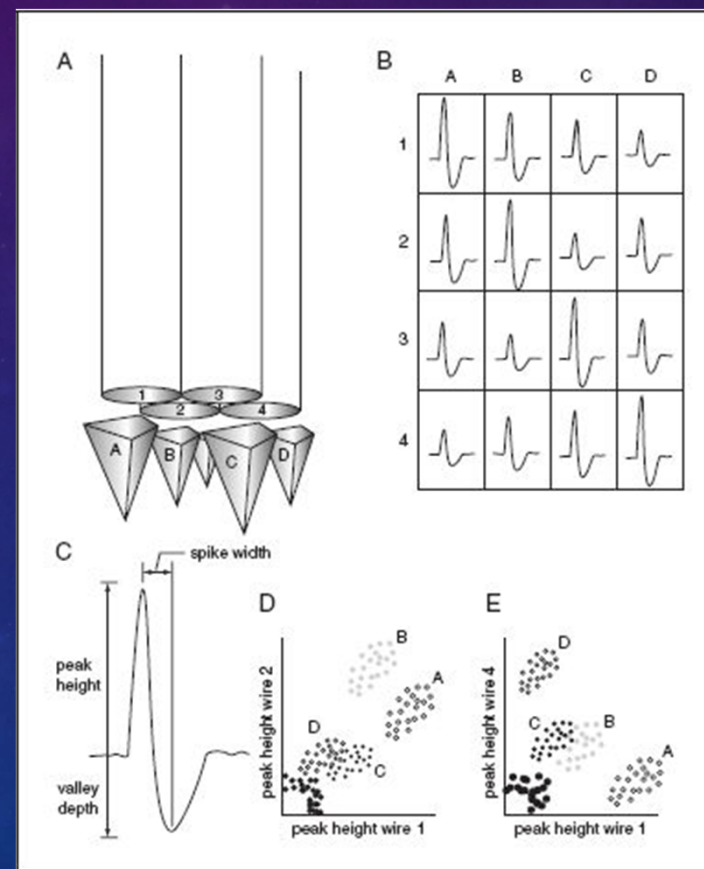 A
1
3
2
4
A
B
C
D
B
A B C D
1
2
3
4
C
spike width
peak
height
valley
depth
D
B
A
D
C
peak height wire 2
peak height wire 1
E
D
C
B
A
peak height wire 4
peak height wire 1